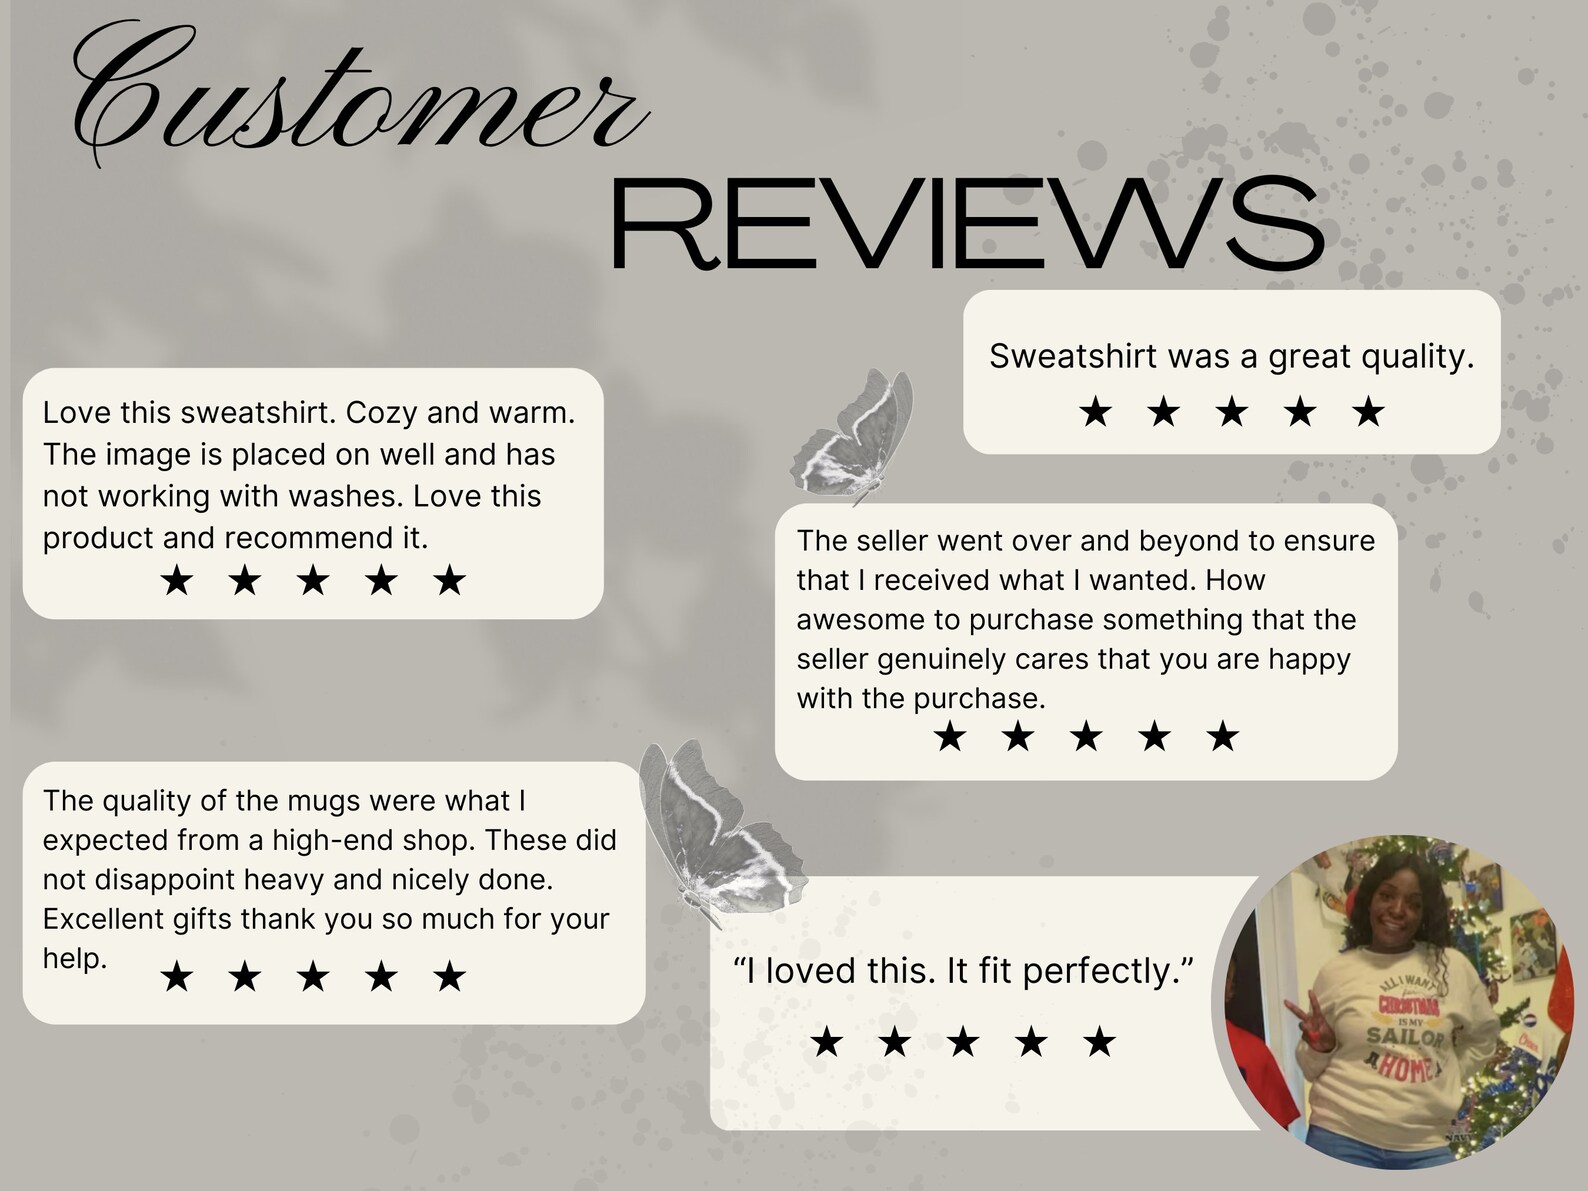 Customer
REVIEWS
Sweatshirt was a great quality.
★ ★ ★ ★ ★
Love this sweatshirt. Cozy and warm.
The image is placed on well and has
not working with washes. Love this
product and recommend it.
★ ★ ★ ★ ★
The seller went over and beyond to ensure
that I received what I wanted. How
awesome to purchase something that the
seller genuinely cares that you are happy
with the purchase.
★ ★ ★ ★ ★
The quality of the mugs were what I
expected from a high-end shop. These did
not disappoint heavy and nicely done.
Excellent gifts thank you so much for your
help.
★ ★ ★ ★ ★
“I loved this. It fit perfectly.”
★ ★ ★ ★ ★
ALL I WANT
for
CHRISTMAS
IS MY
SAILOR
HOME
NAVY